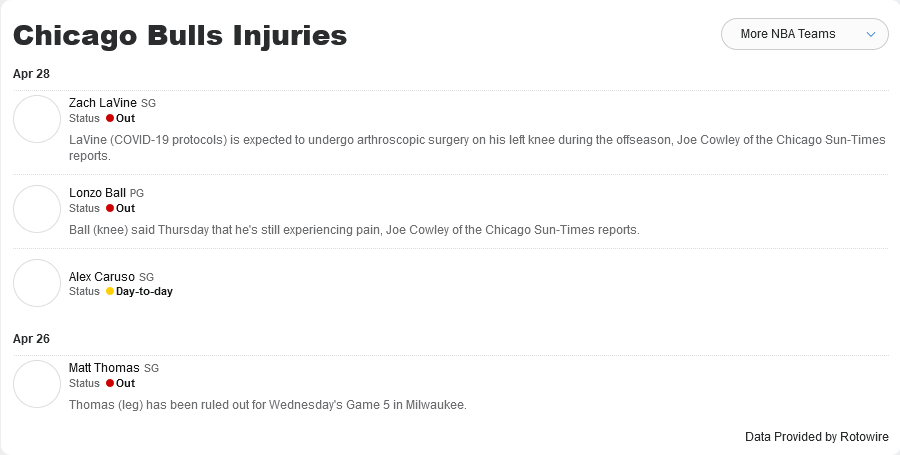 Chicago Bulls Injuries
More NBA Teams
Apr 28
Zach LaVine SG
Status Out
LaVine (COVID-19 protocols) is expected to undergo arthroscopic surgery on his left knee during the offseason, Joe Cowley of the Chicago Sun-Times
reports.
Lonzo Ball PG
Status Out
Ball (knee) said Thursday that he's still experiencing pain, Joe Cowley of the Chicago Sun-Times reports.
Alex Caruso SG
Status Day-to-day
Apr 26
Matt Thomas SG
Status Out
Thomas (leg) has been ruled out for Wednesday's Game 5 in Milwaukee.
Data Provided by Rotowire